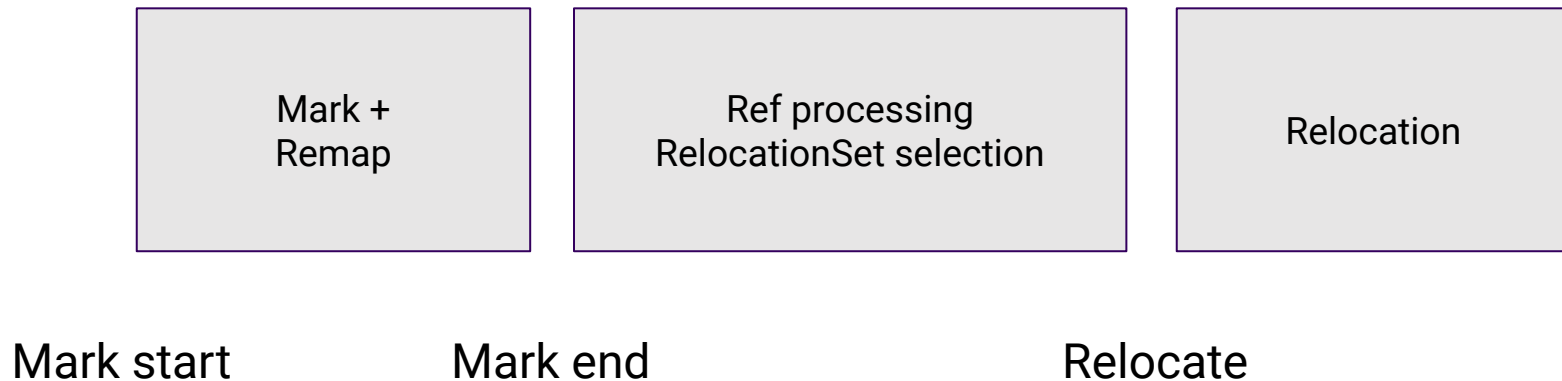 Mark +
Remap
Ref processing
RelocationSet selection
Relocation
Mark start
Mark end
Relocate